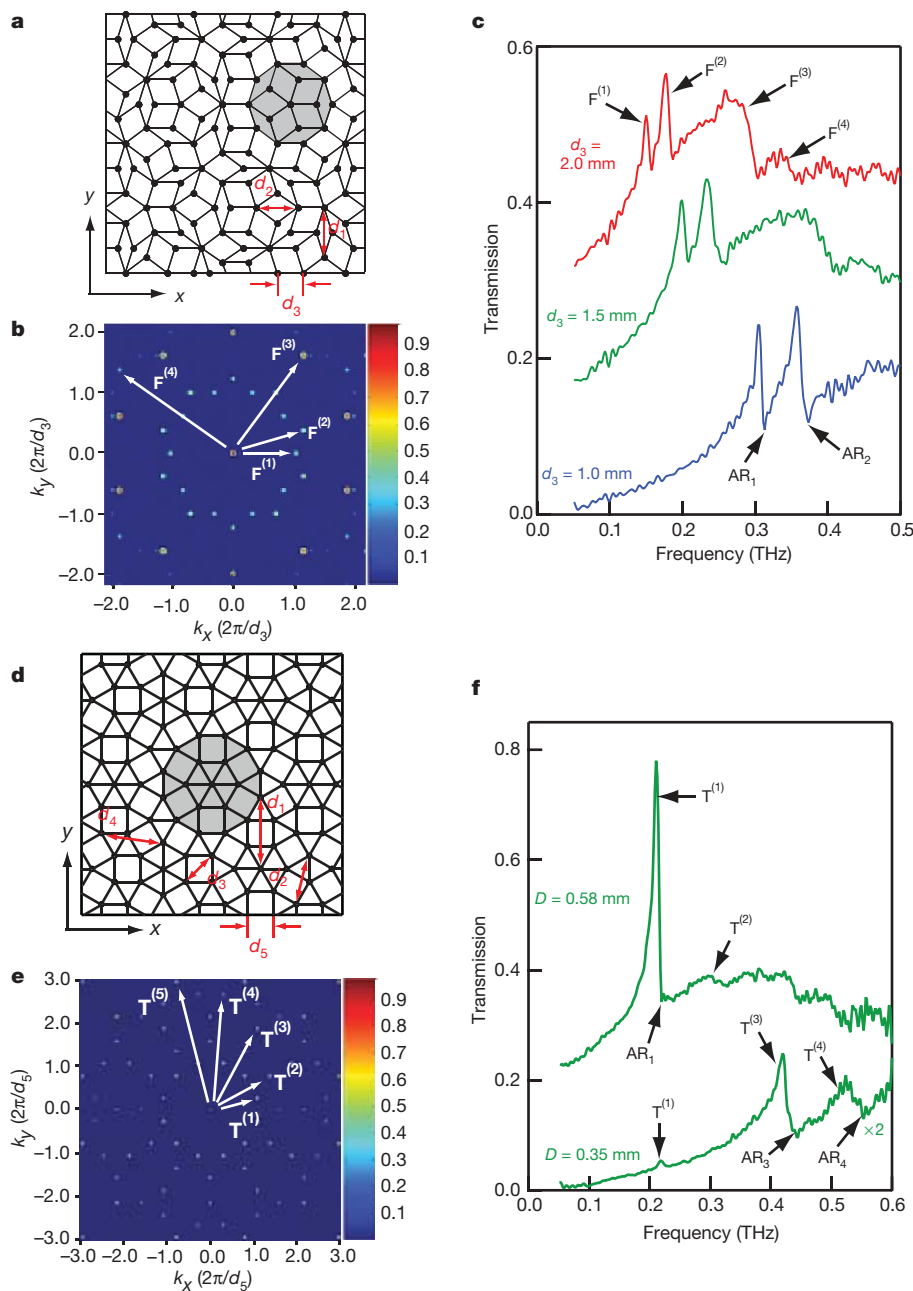 a
y
x
d2
d1
d3
b
2.0
1.0
0.0
–1.0
–2.0
ky (2π/d3)
F(4)
F(3)
F(2)
F(1)
–2.0 –1.0 0.0 1.0 2.0
kx (2π/d3)
0.9
0.8
0.7
0.6
0.5
0.4
0.3
0.2
0.1
c
0.6
0.4
0.2
0.0
Transmission
F(1)
F(2)
F(3)
F(4)
d3 =
2.0 mm
d3 = 1.5 mm
d3 = 1.0 mm
AR1
AR2
0.0 0.1 0.2 0.3 0.4 0.5
Frequency (THz)
d
y
x
d4
d1
d3
d2
d5
e
3.0
2.0
1.0
0.0
–1.0
–2.0
–3.0
ky (2π/d5)
T(5)
T(4)
T(3)
T(2)
T(1)
–3.0 –2.0 –1.0 0.0 1.0 2.0 3.0
kx (2π/d5)
0.9
0.8
0.7
0.6
0.5
0.4
0.3
0.2
0.1
f
0.8
0.6
0.4
0.2
0.0
Transmission
T(1)
D = 0.58 mm
T(2)
AR1
T(3)
T(4)
T(1)
D = 0.35 mm
AR3
AR4
×2
0.0 0.1 0.2 0.3 0.4 0.5 0.6
Frequency (THz)